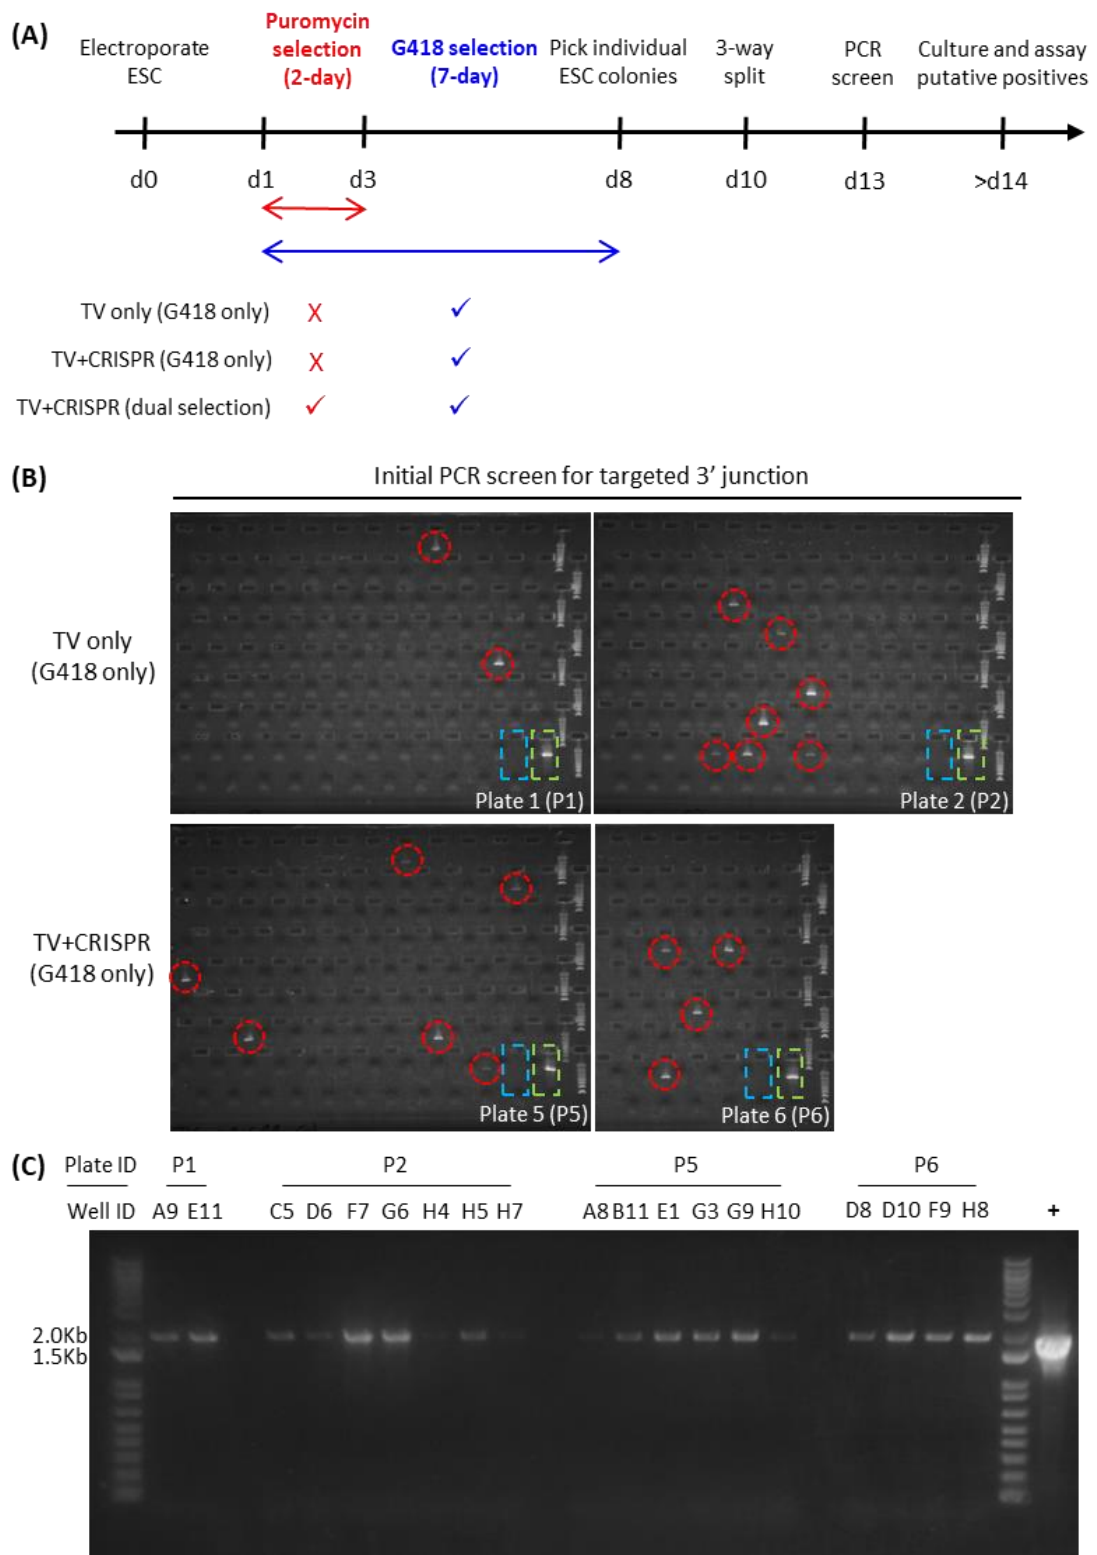 (A)
Electroporate
ESC
Puromycin
selection
(2-day)
G418 selection
(7-day)
Pick individual
ESC colonies
3-way
split
PCR
screen
Culture and assay
putative positives
d0 d1 d3 d8 d10 d13 >d14
TV only (G418 only) X ✓
TV+CRISPR (G418 only) X ✓
TV+CRISPR (dual selection) ✓ ✓
(B)
Initial PCR screen for targeted 3’ junction
TV only
(G418 only)
Plate 1 (P1) Plate 2 (P2)
TV+CRISPR
(G418 only)
Plate 5 (P5) Plate 6 (P6)
(C) Plate ID P1 P2 P5 P6
Well ID A9 E11 C5 D6 F7 G6 H4 H5 H7 A8 B11 E1 G3 G9 H10 D8 D10 F9 H8 +
2.0Kb
1.5Kb